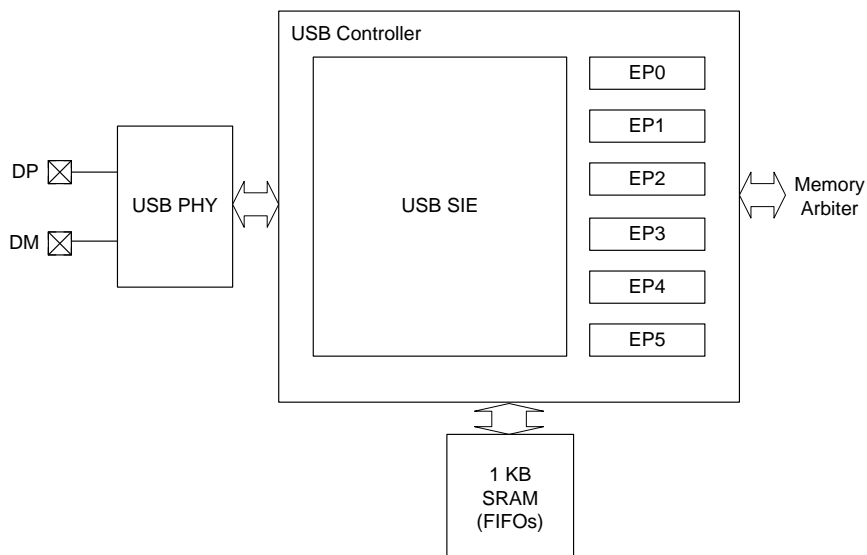 USB Controller
EP0
EP1
DP
EP2
USB PHY
USB SIE
Memory
Arbiter
DM
EP3
EP4
EP5
1 KB
SRAM
(FIFOs)